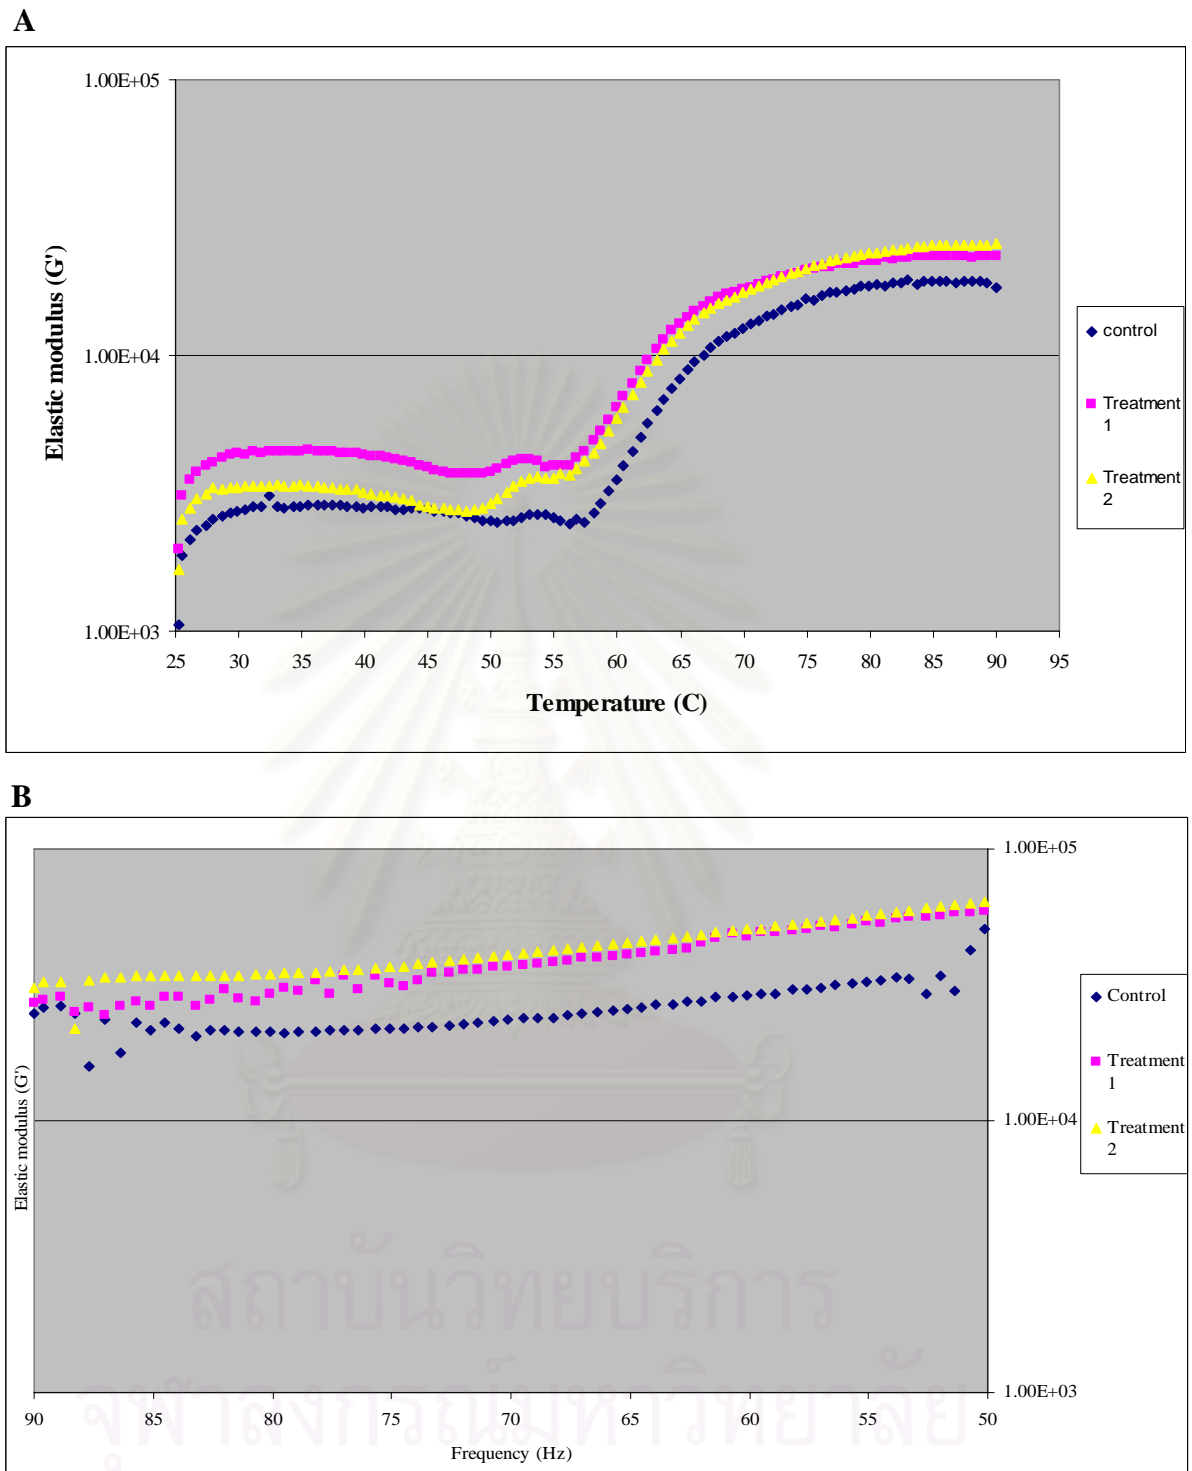 A
1.00E+05
1.00E+04
1.00E+03
Elastic modulus (G')
25 30 35 40 45 50 55 60 65 70 75 80 85 90 95
Temperature (C)
control
Treatment
1
Treatment
2
B
1.00E+05
1.00E+04
1.00E+03
Elastic modulus (G')
90 85 80 75 70 65 60 55 50
Frequency (Hz)
Control
Treatment
1
Treatment
2
สถาบันวิทยบริการ
จุฬาลงกรณ์มหาวิทยาลัย